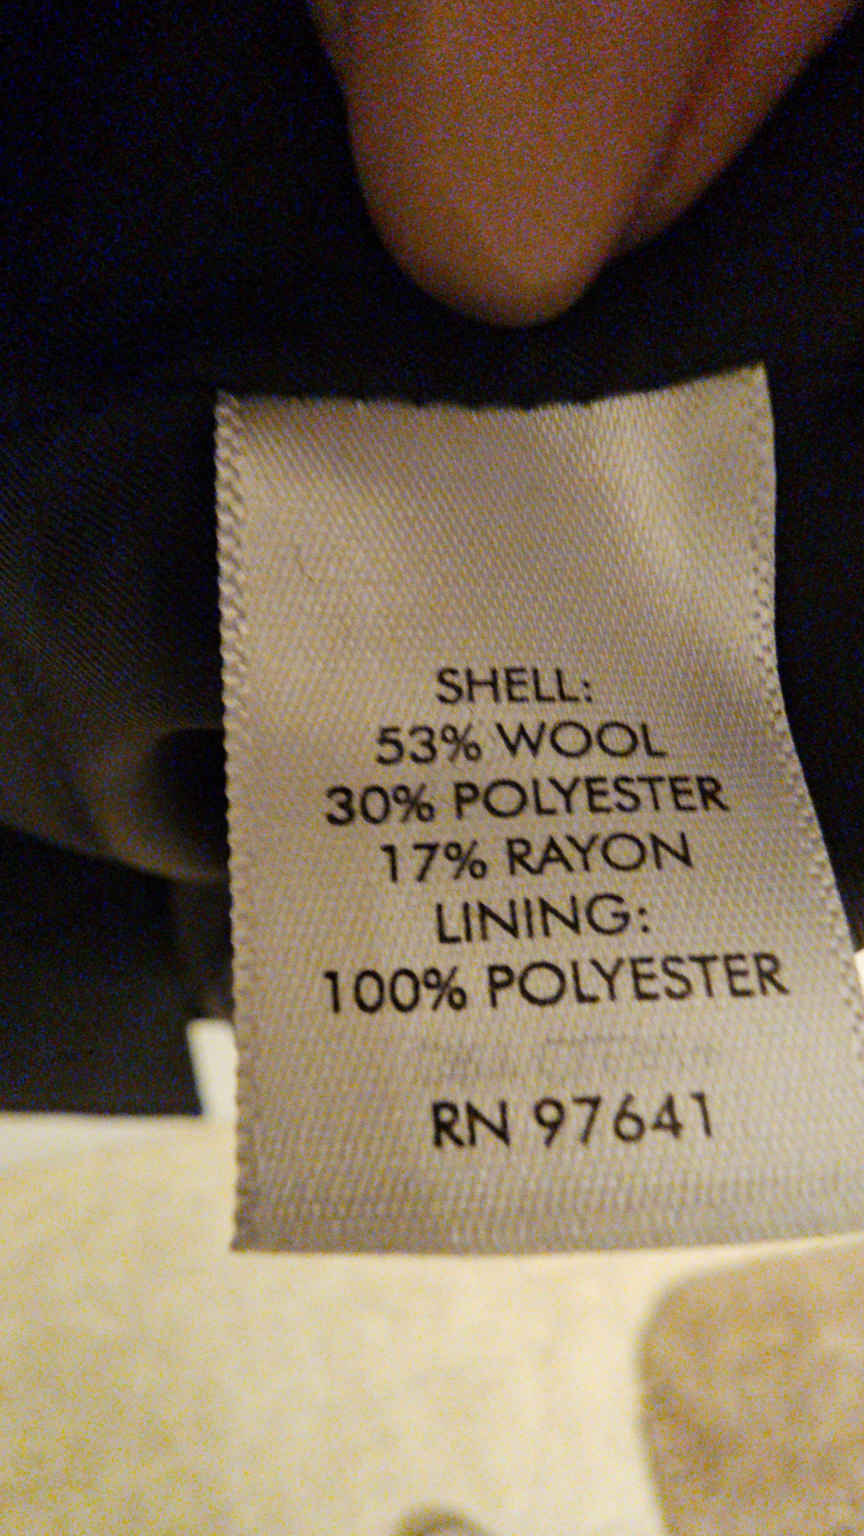 SHELL:
53% WOOL
30% POLYESTER
17% RAYON
LINING:
100% POLYESTER
RN 97641